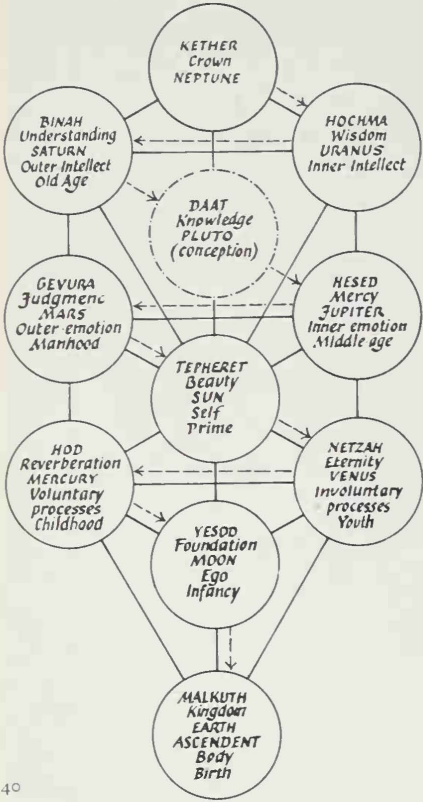 KETHER
Crown
NEPTUNE
BINAH
Understanding
SATURN
Outer Intellect
Old Age
HOCHMA
Wisdom
URANUS
Inner Intellect
DAAT
Knowledge
PLUTO
(conception)
GEVURA
Judgment
MARS
Outer emotion
Manhood
HESED
Mercy
JUPITER
Inner emotion
Middle age
TEPHERET
Beauty
SUN
Self
Prime
HOD
Reverberation
MERCURY
Voluntary
processes
Childhood
NETZAH
Eternity
VENUS
Involuntary
processes
Youth
YESOD
Foundation
MOON
Ego
Infancy
MALKUTH
Kingdom
EARTH
ASCENDENT
Body
Birth
40